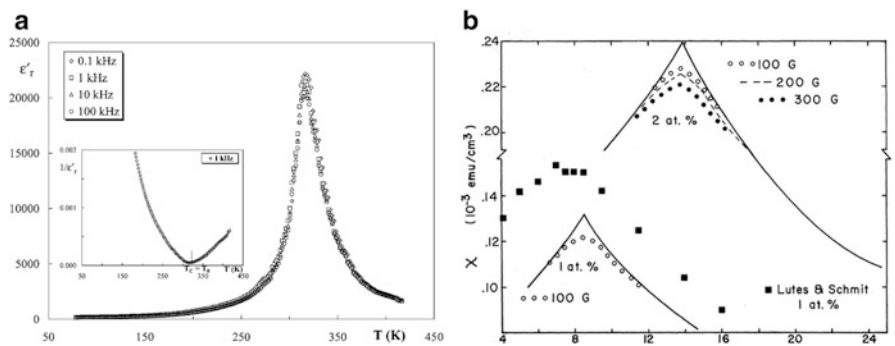 a
25000
ε'T
20000
15000
10000
5000
0
50
150
250
350
T (K)
450
0.1 kHz
1 kHz
10 kHz
100 kHz
0.002
1/ε'T
0.001
0.000
1 kHz
50
150
250
350
450
TC = T0
T (K)
b
.24
.22
.20
.14
.12
.10
χ (10-3 emu/cm3)
100 G
200 G
300 G
2 at. %
1 at.%
100 G
Lutes & Schmit
1 at.%
4
8
12
16
20
24